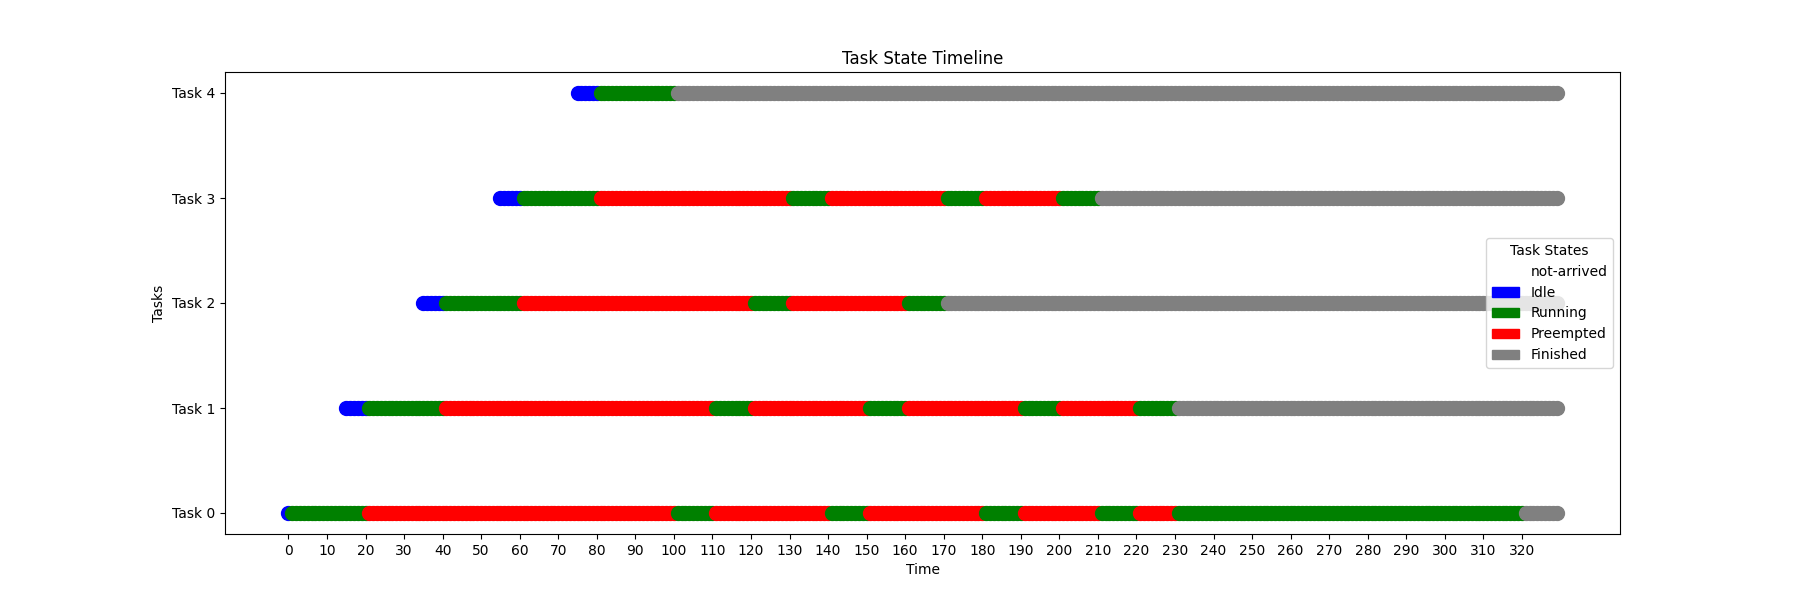 Task State Timeline
Task 4
Task 3
Task 2
Task 1
Task 0
Tasks
Task States
not-arrived
Idle
Running
Preempted
Finished
0 10 20 30 40 50 60 70 80 90 100 110 120 130 140 150 160 170 180 190 200 210 220 230 240 250 260 270 280 290 300 310 320
Time